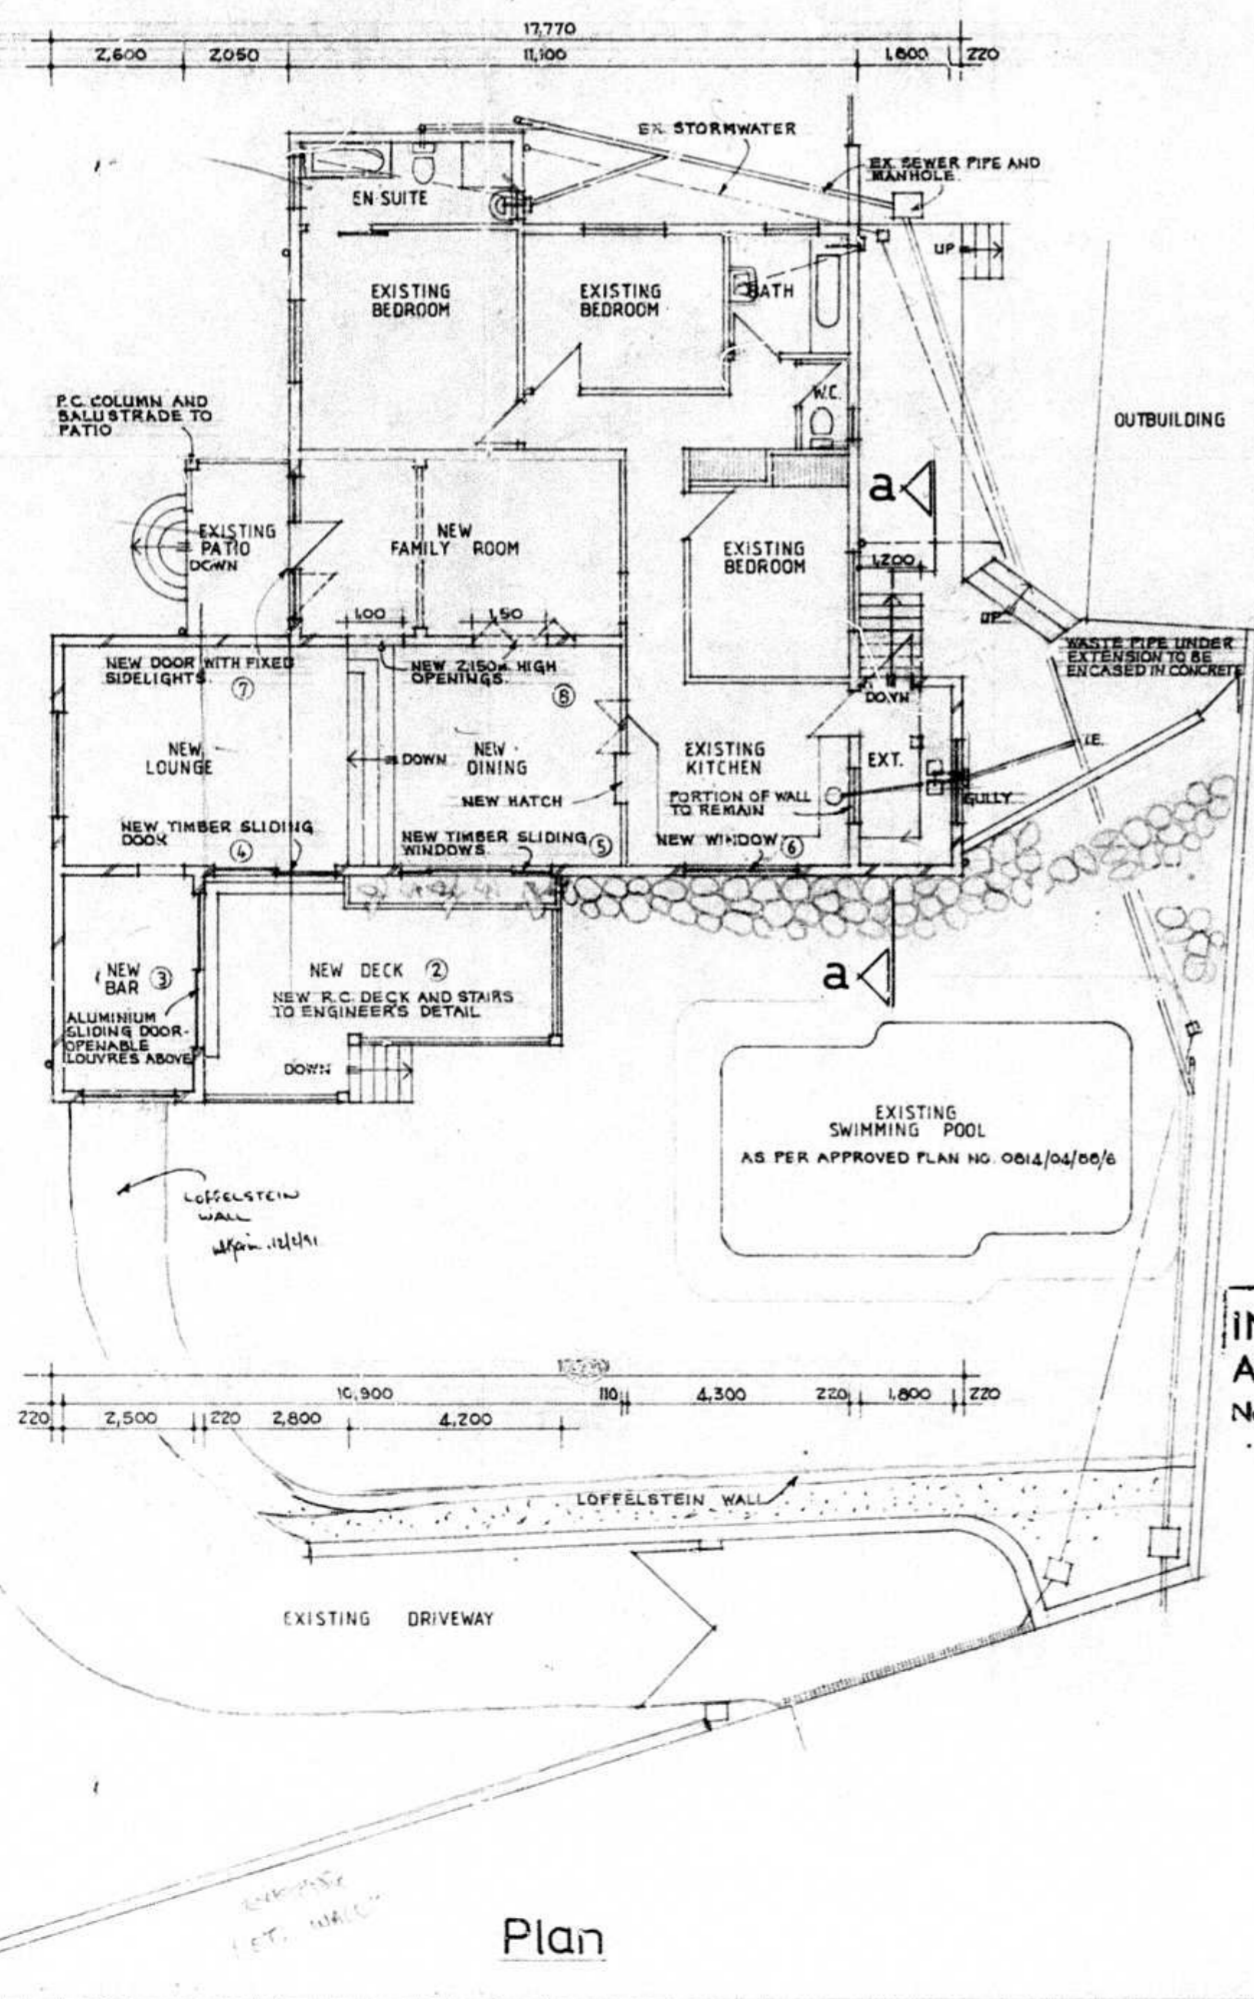 17,770
2,600 2,050 11,100 1,800 220
EX. STORMWATER
EX. SEWER PIPE AND
MANHOLE.
EN SUITE
UP
EXISTING
BEDROOM
EXISTING
BEDROOM
BATH
W.C.
P.C. COLUMN AND
BALUSTRADE TO
PATIO
OUTBUILDING
a
EXISTING
PATIO
DOWN
NEW
FAMILY ROOM
EXISTING
BEDROOM
1,200
UP
WASTE PIPE UNDER
EXTENSION TO BE
ENCASED IN CONCRETE
NEW DOOR WITH FIXED
SIDELIGHTS. 7
NEW 2,150m HIGH
OPENINGS. 8
DOWN
NEW
LOUNGE
DOWN
NEW
DINING
EXISTING
KITCHEN
EXT.
I.E.
NEW HATCH
PORTION OF WALL
TO REMAIN
GULLY
NEW TIMBER SLIDING
DOOR 4
NEW TIMBER SLIDING
WINDOWS 5
NEW WINDOW 6
NEW
BAR 3
NEW DECK 2
NEW R.C. DECK AND STAIRS
TO ENGINEER'S DETAIL
a
ALUMINIUM
SLIDING DOOR-
OPENABLE
LOUVRES ABOVE
DOWN
EXISTING
SWIMMING POOL
AS PER APPROVED PLAN NO. 0814/04/88/6
LOFFELSTEIN
WALL
12/2/91
10,900 110 4,300 220 1,800 220
220 2,500 220 2,800 4,200
LOFFELSTEIN WALL
EXISTING DRIVEWAY
Plan